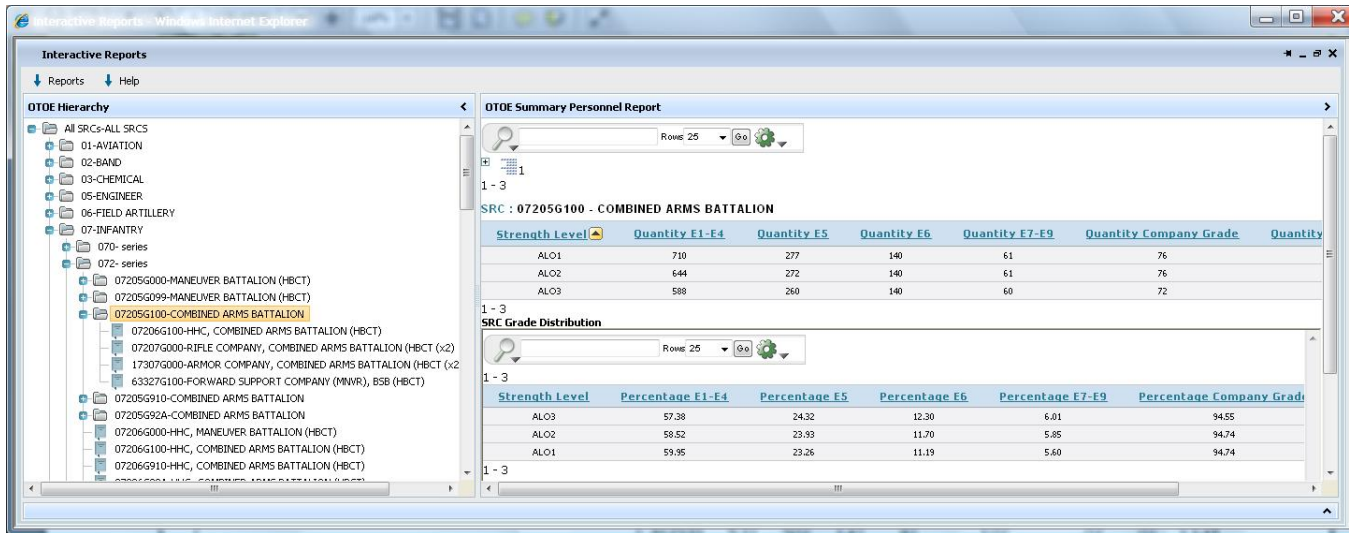 Interactive Reports - Windows Internet Explorer
Interactive Reports
Reports Help
OTOE Hierarchy
All SRCs-ALL SRCS
01-AVIATION
02-BAND
03-CHEMICAL
05-ENGINEER
06-FIELD ARTILLERY
07-INFANTRY
070- series
072- series
07205G000-MANEUVER BATTALION (HBCT)
07205G099-MANEUVER BATTALION (HBCT)
07205G100-COMBINED ARMS BATTALION
07206G100-HHC, COMBINED ARMS BATTALION (HBCT)
07207G000-RIFLE COMPANY, COMBINED ARMS BATTALION (HBCT (x2)
17307G000-ARMOR COMPANY, COMBINED ARMS BATTALION (HBCT (x2
63327G100-FORWARD SUPPORT COMPANY (MNVR), BSB (HBCT)
07205G910-COMBINED ARMS BATTALION
07205G92A-COMBINED ARMS BATTALION
07206G000-HHC, MANEUVER BATTALION (HBCT)
07206G100-HHC, COMBINED ARMS BATTALION (HBCT)
07206G910-HHC, COMBINED ARMS BATTALION (HBCT)
OTOE Summary Personnel Report
Rows 25 Go
1
1 - 3
SRC : 07205G100 - COMBINED ARMS BATTALION
Strength Level Quantity E1-E4 Quantity E5 Quantity E6 Quantity E7-E9 Quantity Company Grade Quantity
ALO1 710 277 140 61 76
ALO2 644 272 140 61 76
ALO3 588 260 140 60 72
1 - 3
SRC Grade Distribution
Rows 25 Go
1 - 3
Strength Level Percentage E1-E4 Percentage E5 Percentage E6 Percentage E7-E9 Percentage Company Grade
ALO3 57.38 24.32 12.30 6.01 94.55
ALO2 58.52 23.93 11.70 5.85 94.74
ALO1 59.95 23.26 11.19 5.60 94.74
1 - 3